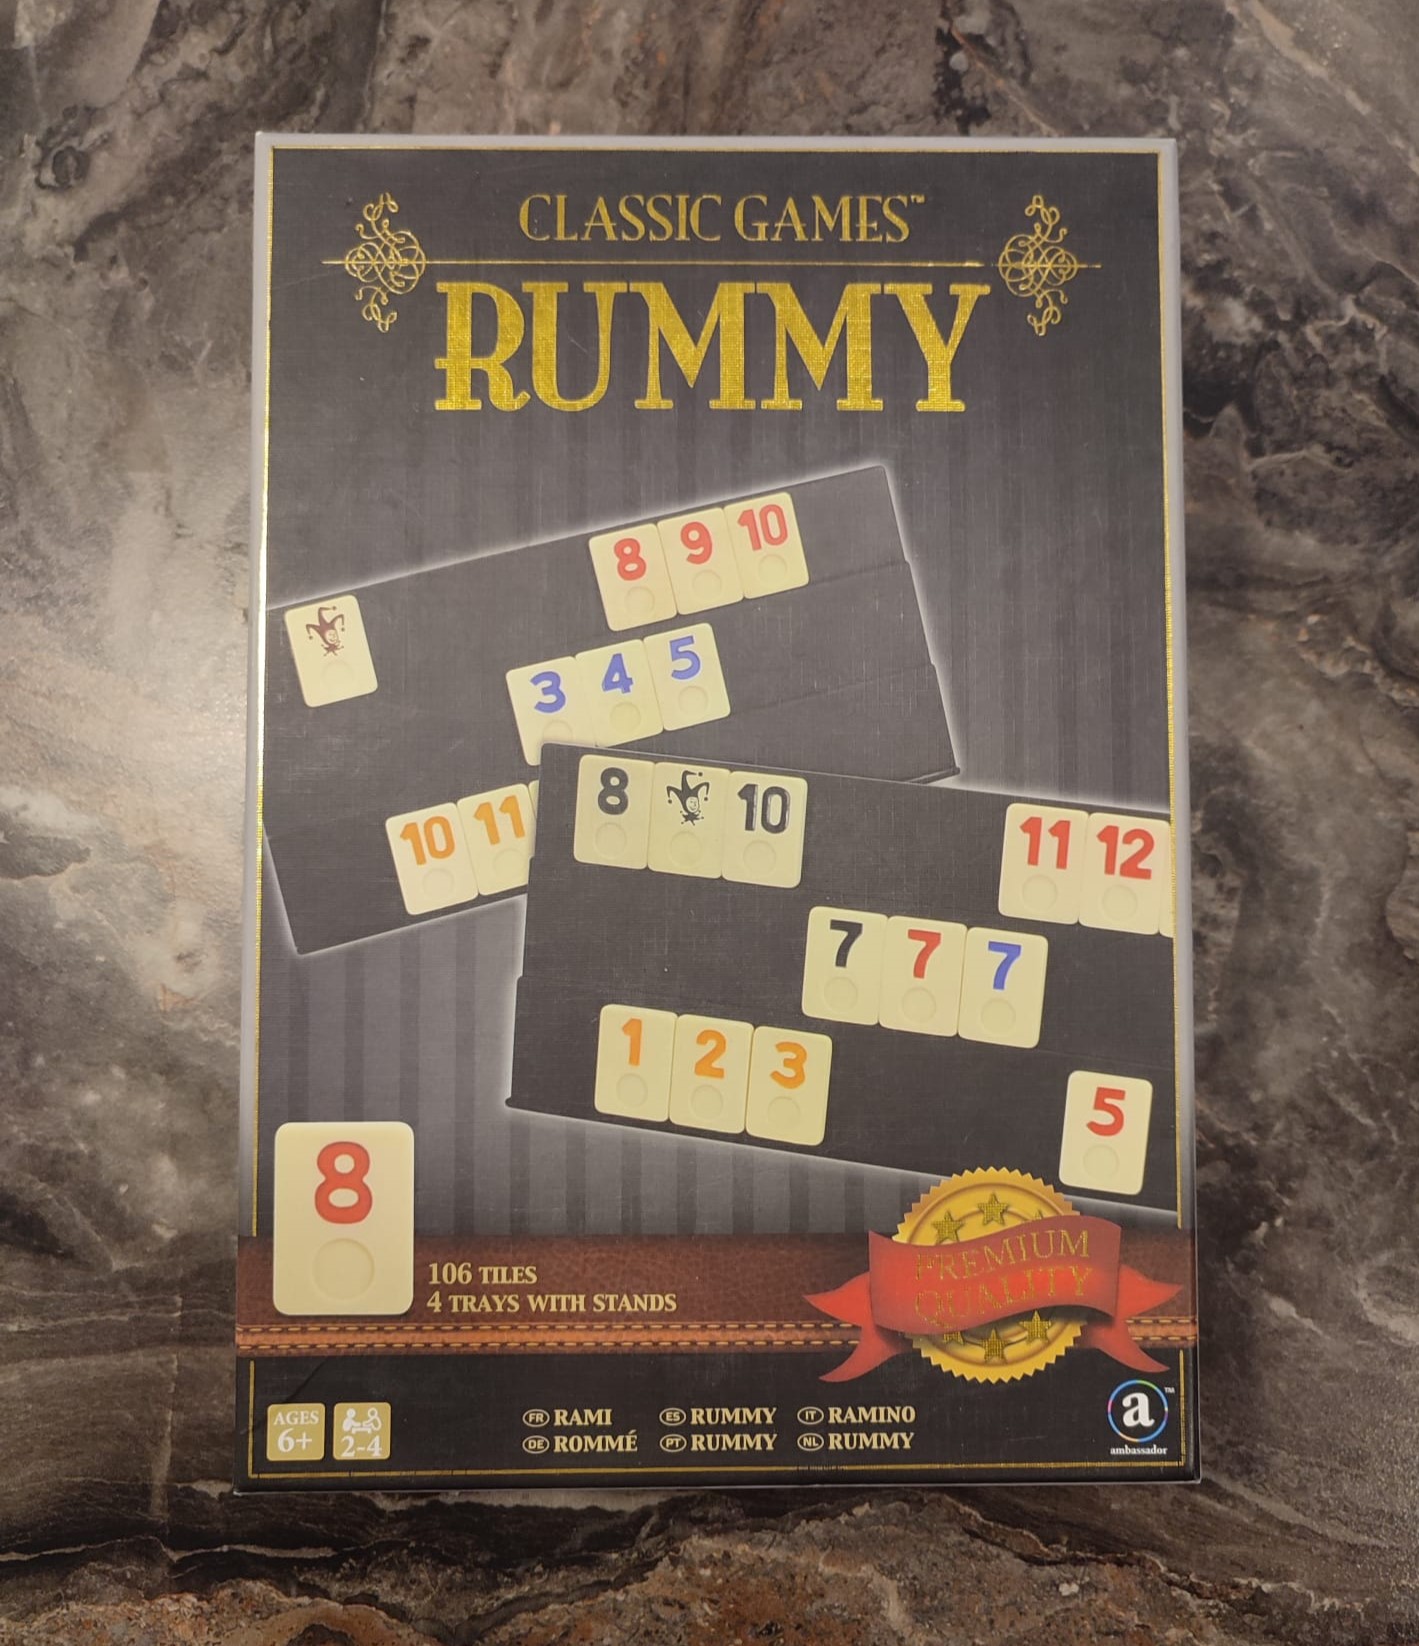 CLASSIC GAMES™
RUMMY
8 9 10
3 4 5
10 11
8 10
11 12
7 7 7
1 2 3
5
8
106 TILES
4 TRAYS WITH STANDS
PREMIUM
QUALITY
AGES
6+
2-4
FR RAMI ES RUMMY IT RAMINO
DE ROMMÉ PT RUMMY NL RUMMY
a™
ambassador